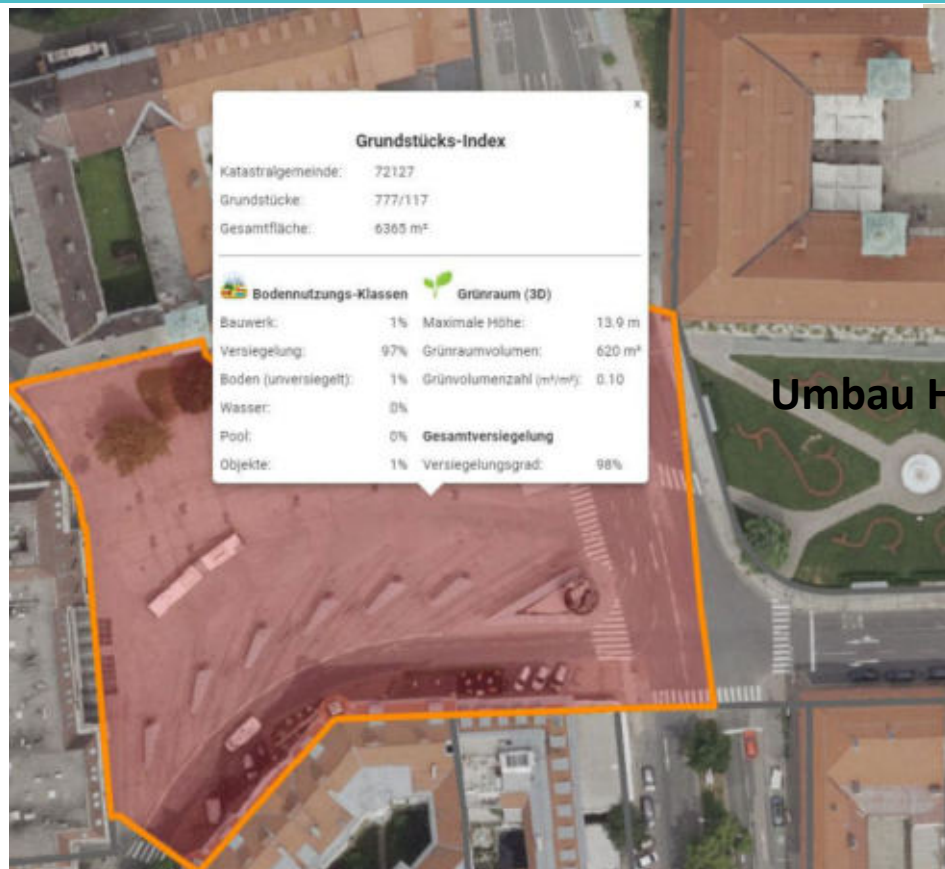 x
Grundstücks-Index
Katastralgemeinde: 72127
Grundstücke: 777/117
Gesamtfläche: 6365 m²
Bodennutzungs-Klassen Grünraum (3D)
Bauwerk: 1% Maximale Höhe: 13.9 m
Versiegelung: 97% Grünraumvolumen: 620 m³
Boden (unversiegelt): 1% Grünvolumenzahl (m³/m²): 0.10
Wasser: 0%
Pool: 0% Gesamtversiegelung
Objekte: 1% Versiegelungsgrad: 98%
Umbau H